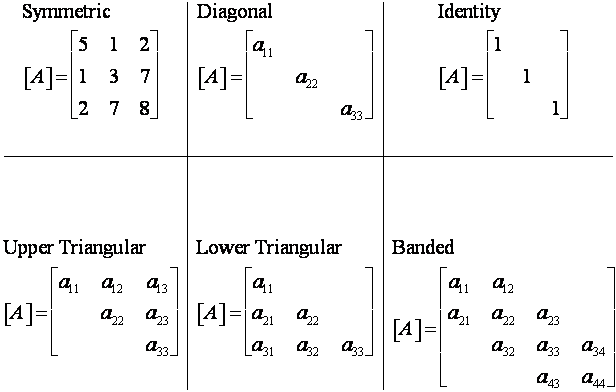 Symmetric Diagonal Identity
5 1 2 a11 1
[A]= 1 3 7 [A]= a22 [A]= 1
2 7 8 a33 1
Upper Triangular Lower Triangular Banded
a11 a12 a13 a11 a11 a12
[A]= a22 a23 [A]= a21 a22 [A]= a21 a22 a23
a33 a31 a32 a33 a32 a33 a34
a43 a44